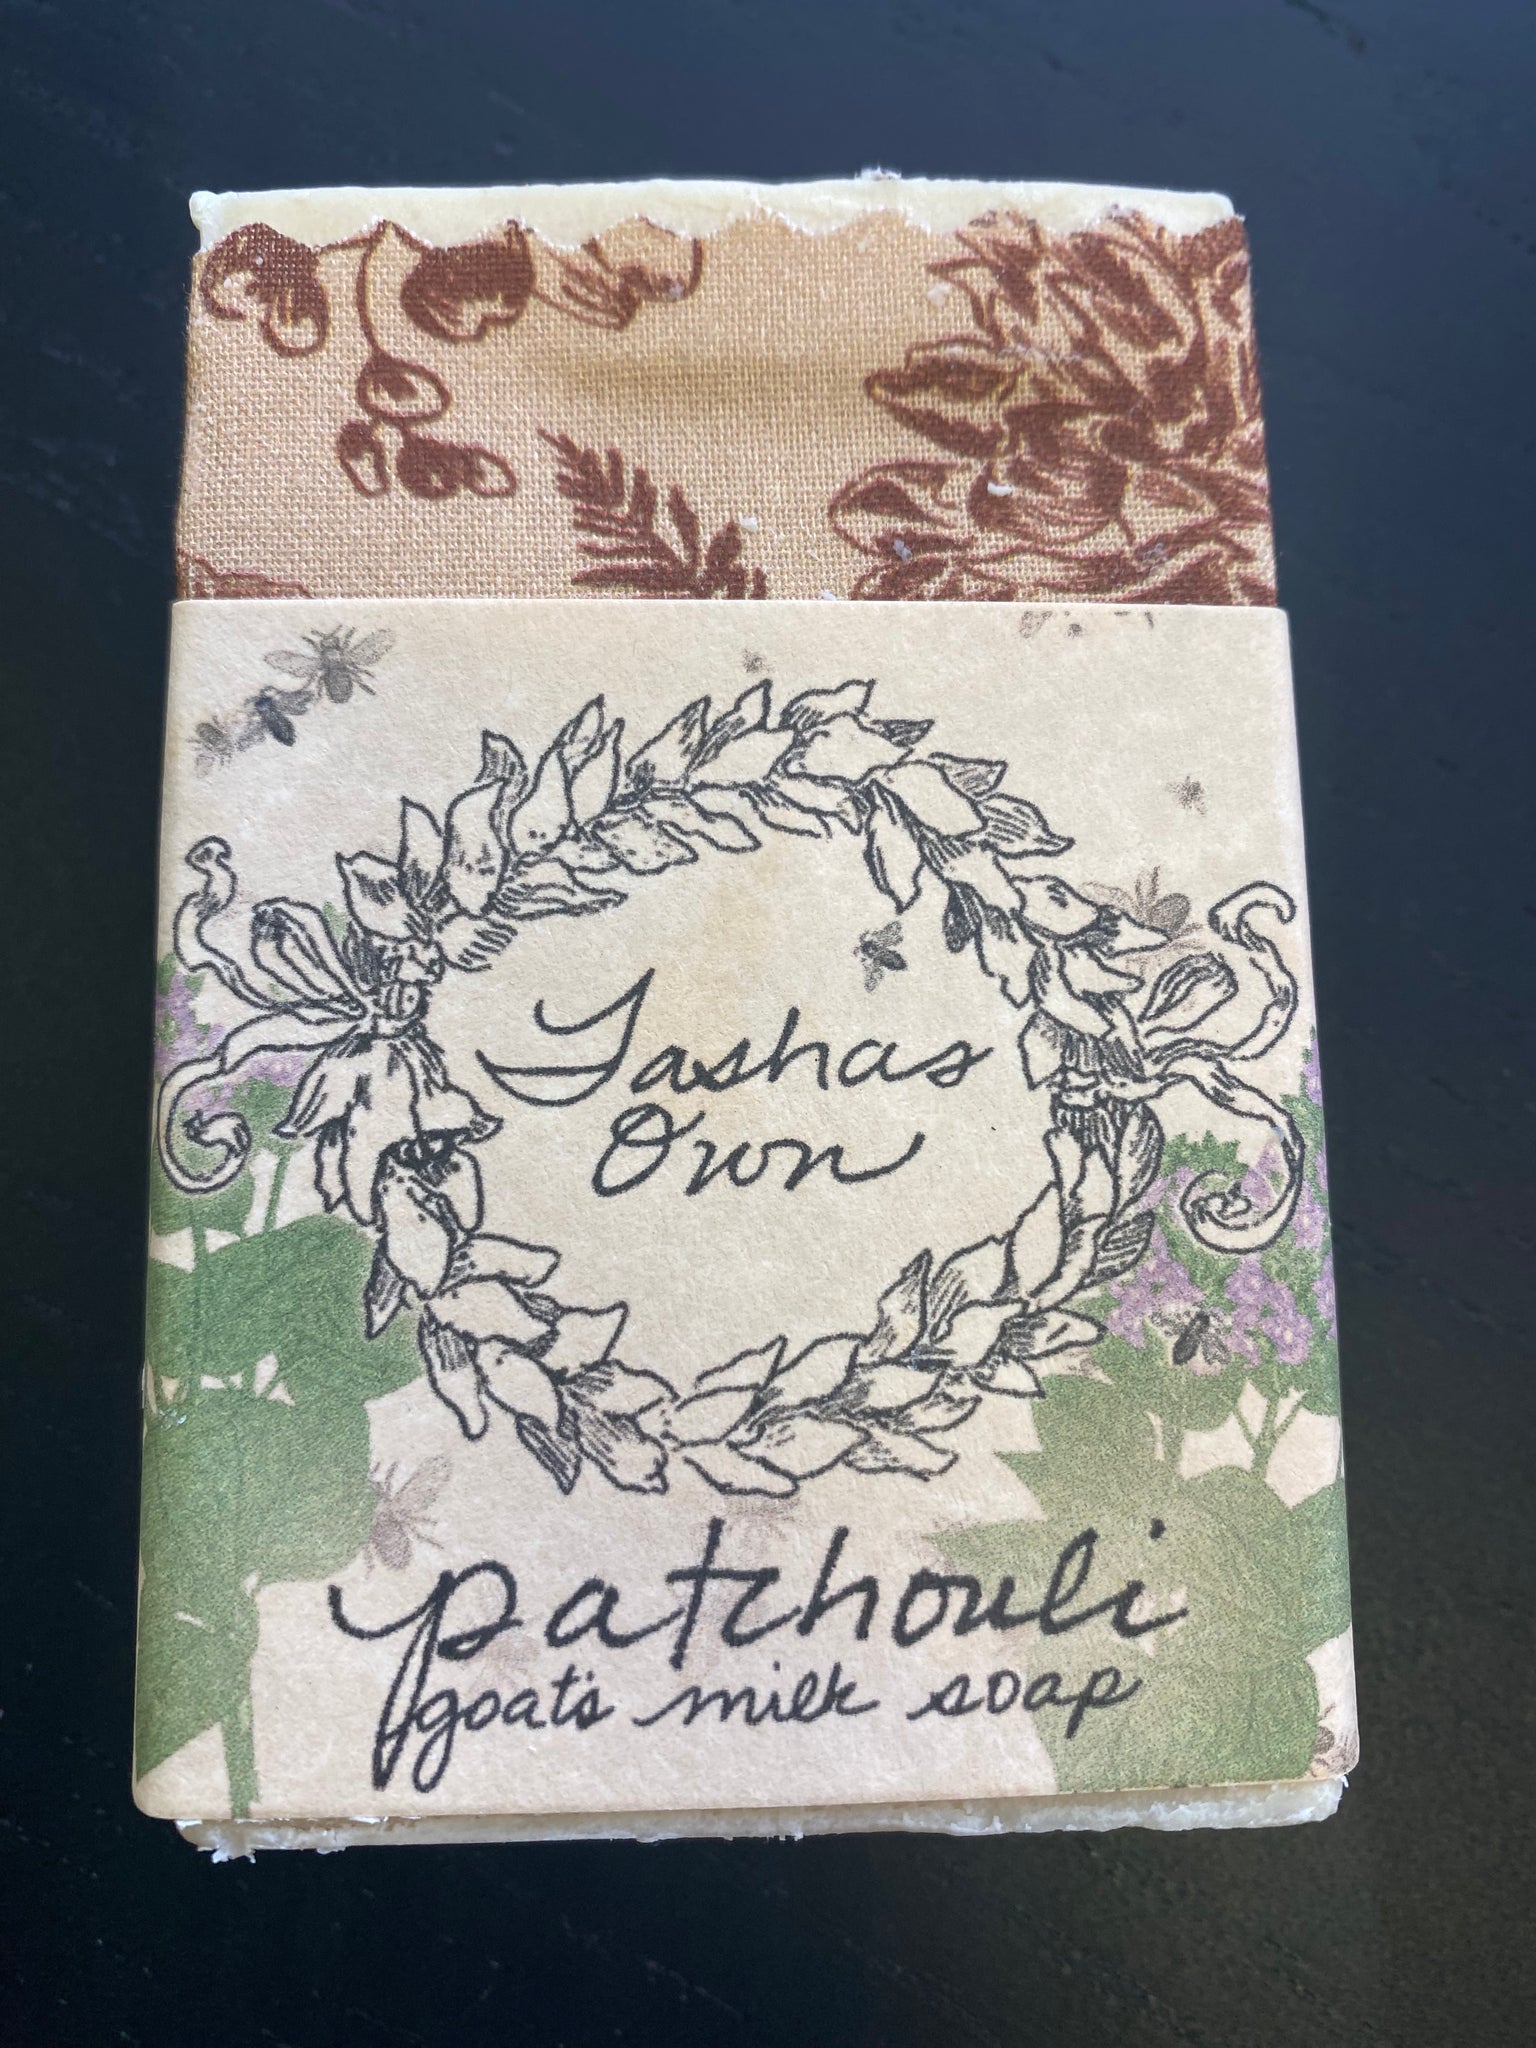 Tashas
Own
patchouli
goat's milk soap